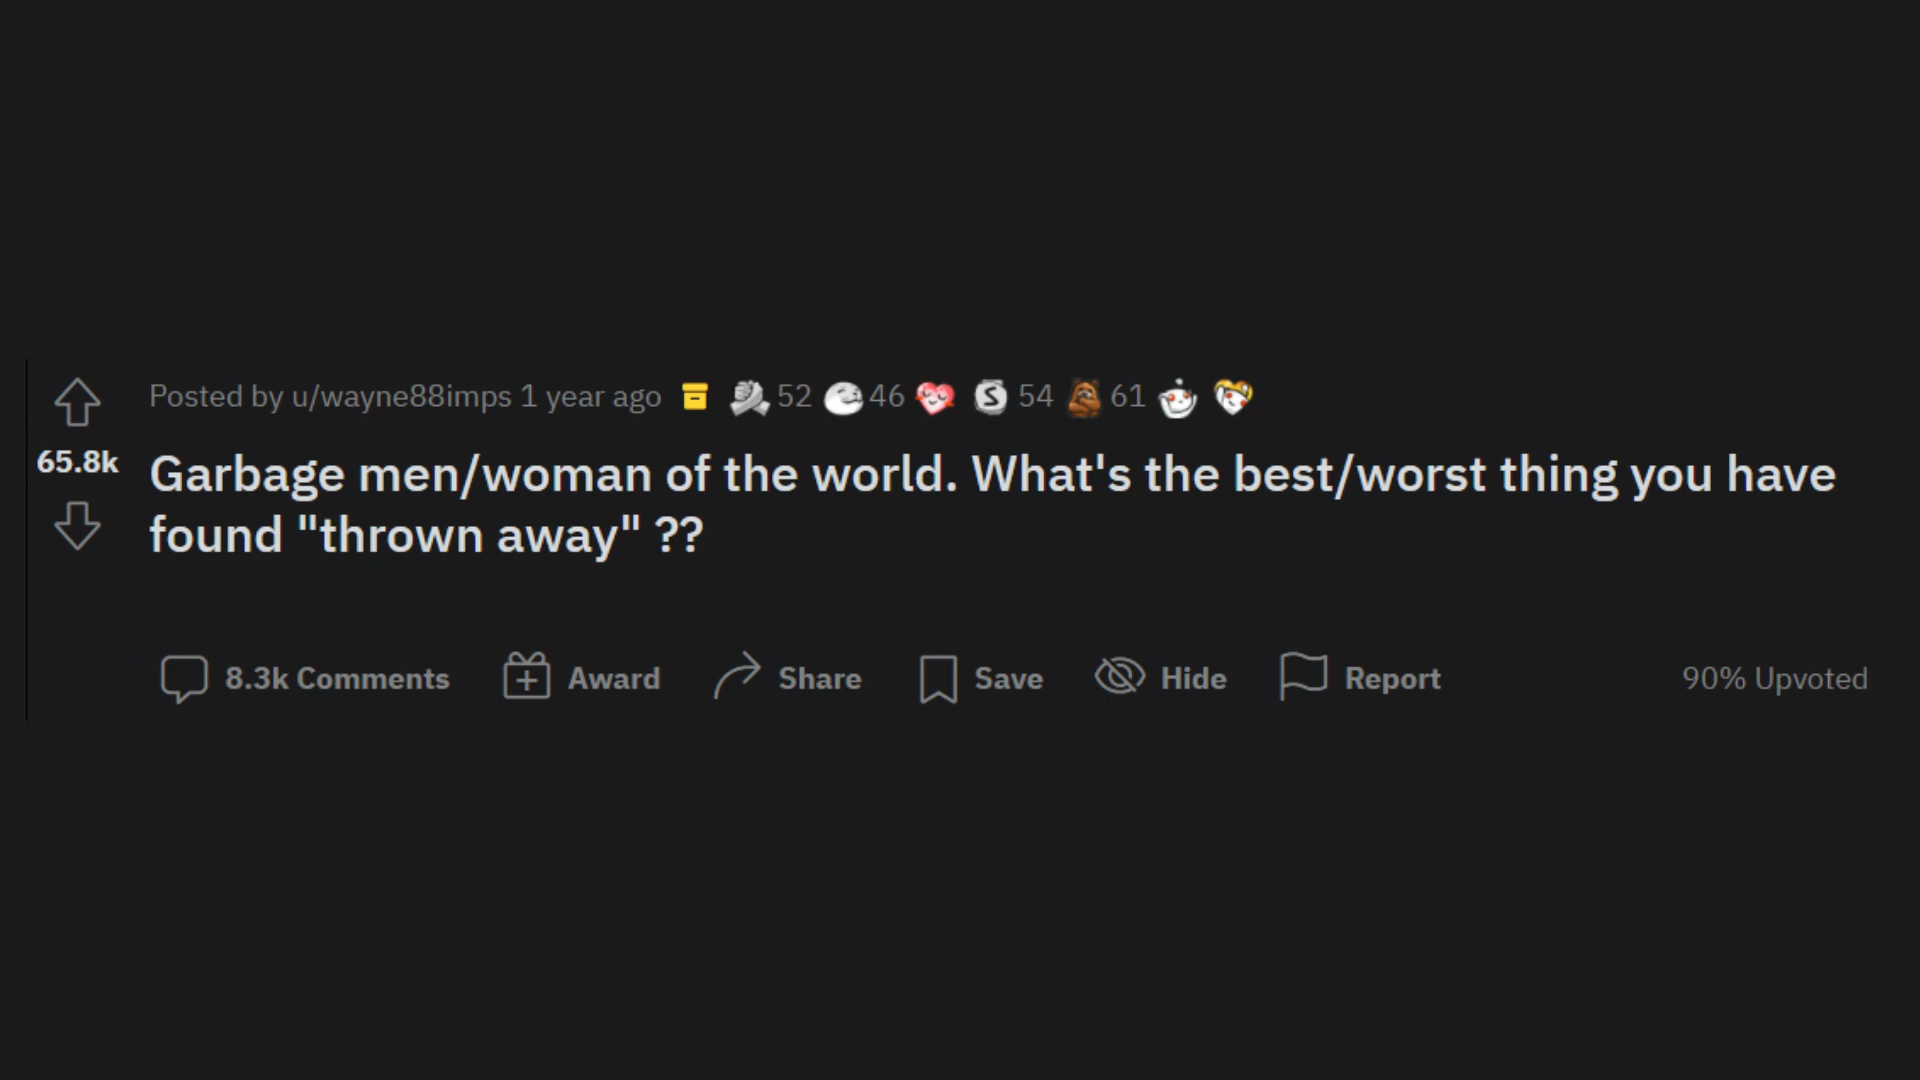 Posted by u/wayne88imps 1 year ago 52 46 54 61
65.8k
Garbage men/woman of the world. What's the best/worst thing you have
found "thrown away" ??
8.3k Comments Award Share Save Hide Report 90% Upvoted